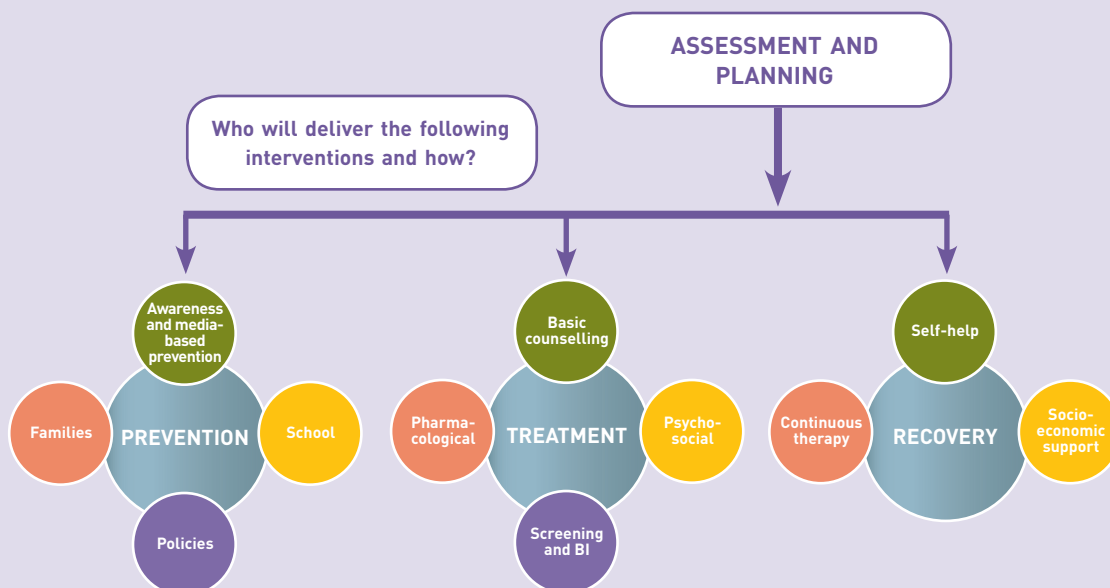 ASSESSMENT AND
PLANNING
Who will deliver the following
interventions and how?
Awareness
and media-
based
prevention
Families
PREVENTION
School
Policies
Basic
counselling
Pharma-
cological
TREATMENT
Psycho-
social
Screening
and BI
Self-help
Continuous
therapy
RECOVERY
Socio-
economic
support